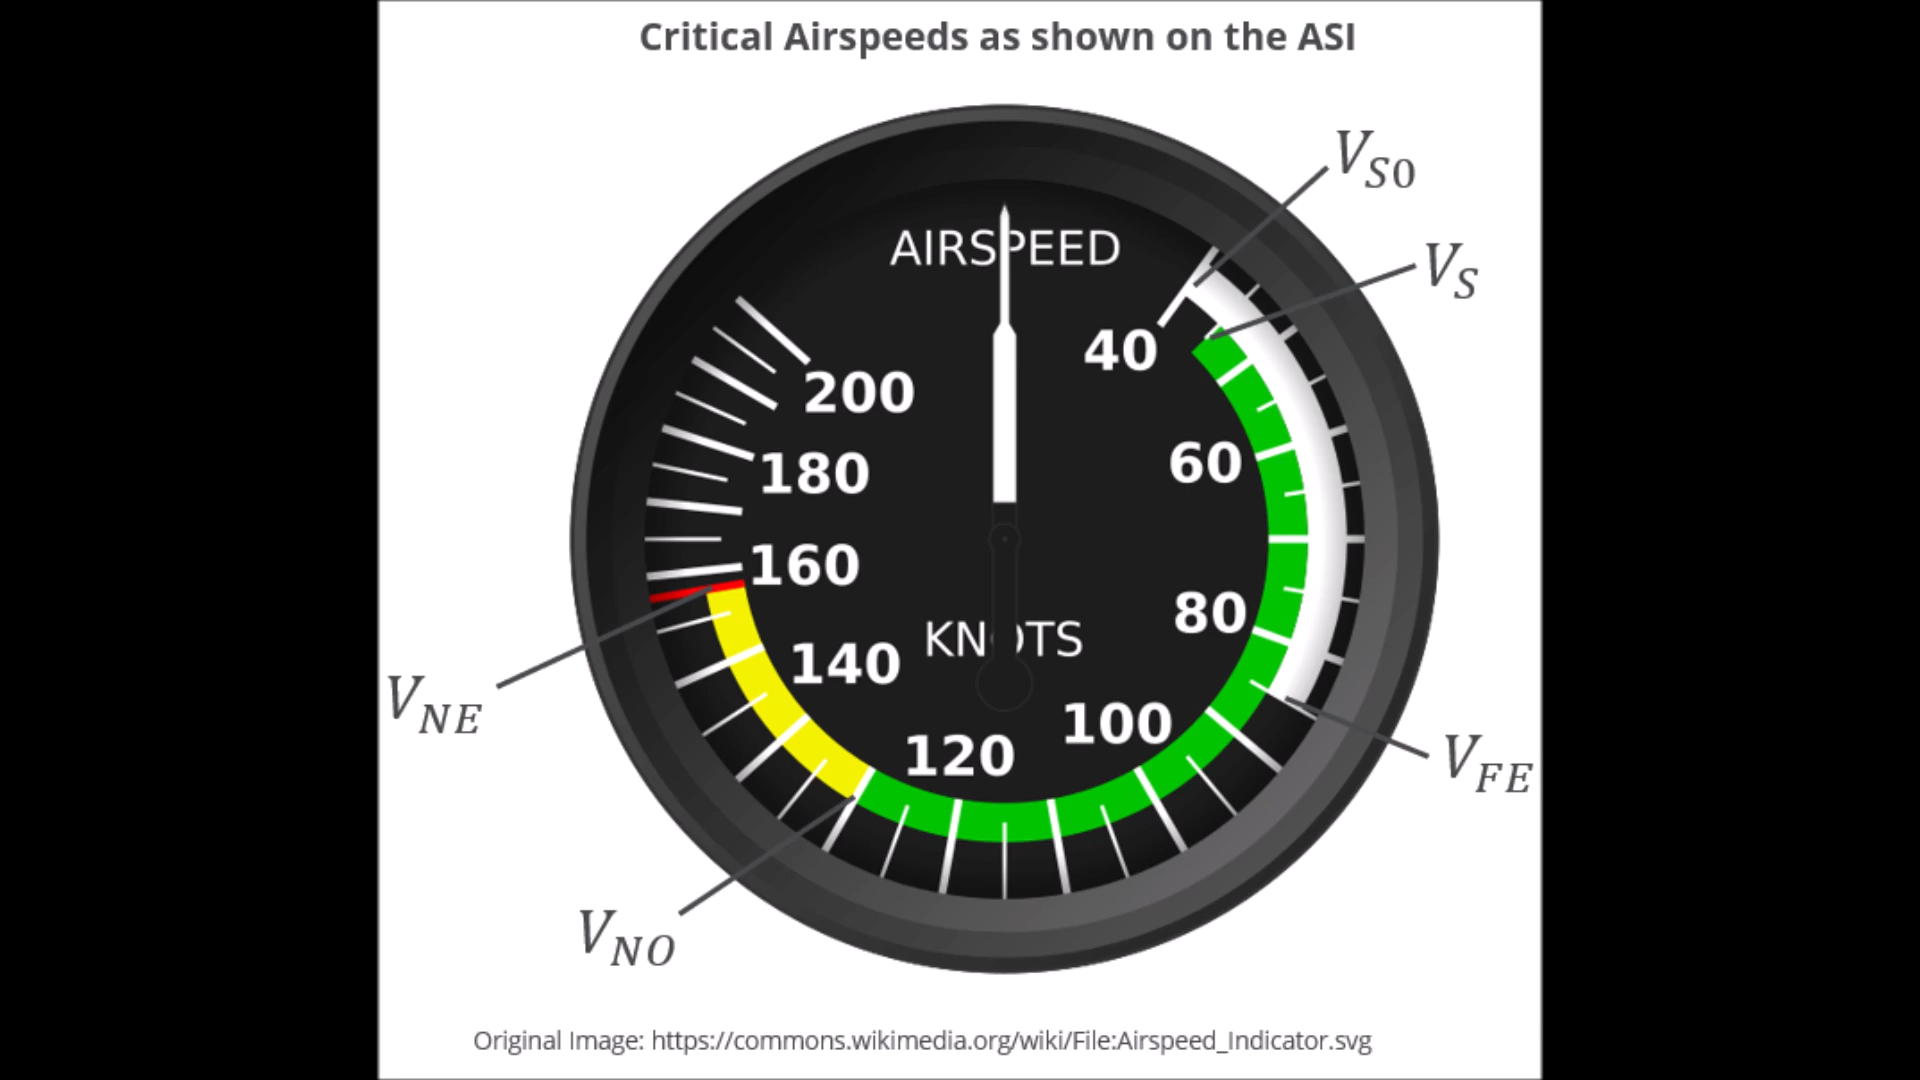 Critical Airspeeds as shown on the ASI
V_S0
V_S
AIRSPEED
40
200
60
180
160
80
KNOTS
140
V_NE
100
120
V_FE
V_NO
Original Image: https://commons.wikimedia.org/wiki/File:Airspeed_Indicator.svg